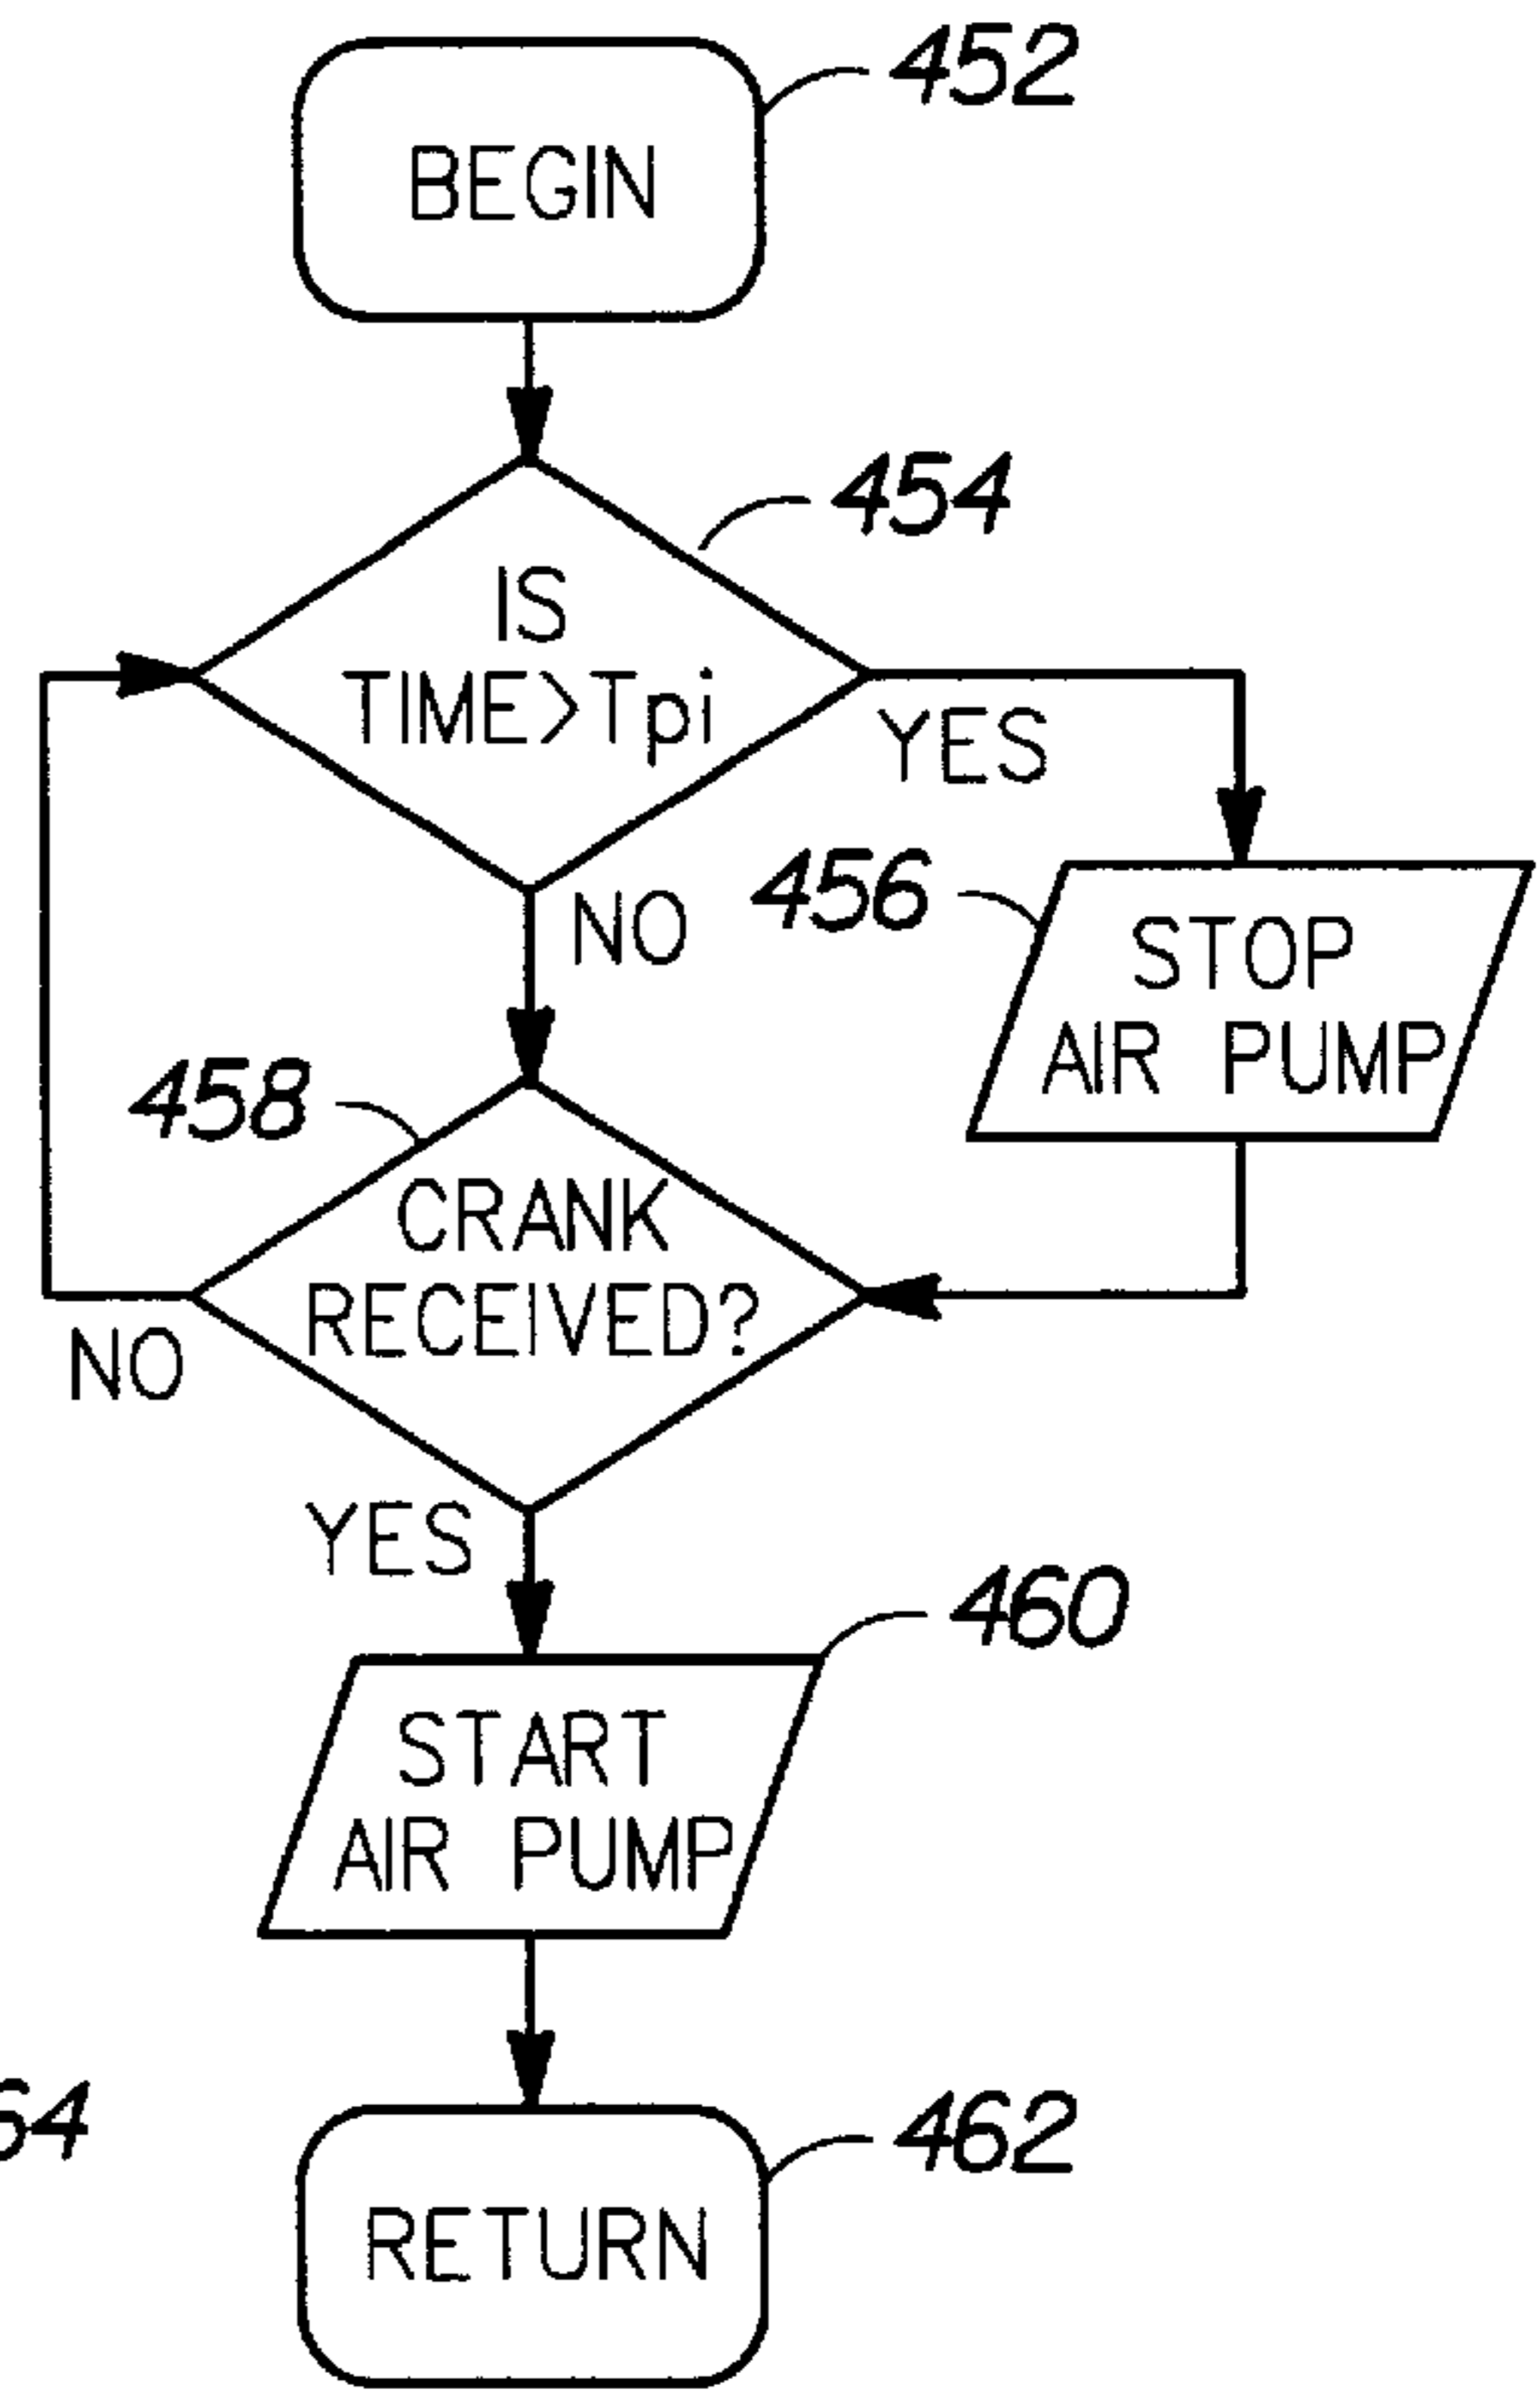 452
BEGIN
454
IS
TIME>Tpi
YES
NO
456
STOP
AIR PUMP
458
CRANK
RECEIVED?
NO
YES
460
START
AIR PUMP
462
RETURN